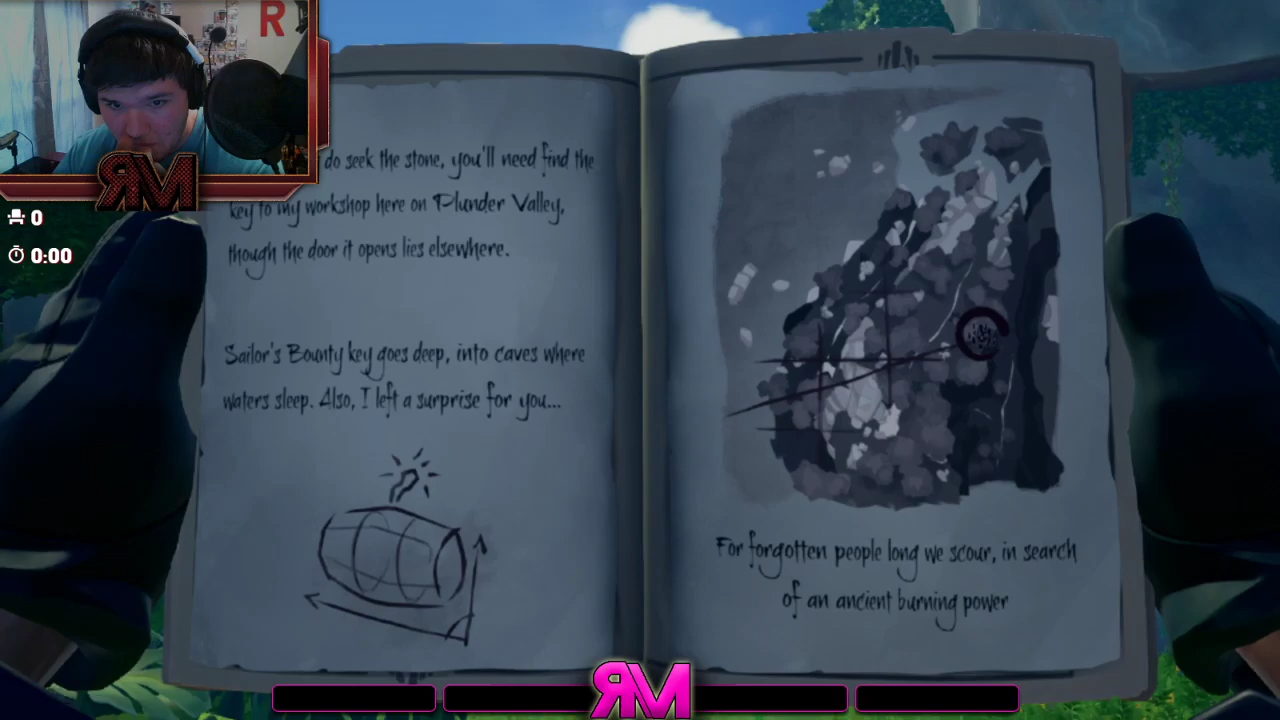 R
RM
0
0:00
do seek the stone, you'll need find the
key to my workshop here on Plunder Valley,
though the door it opens lies elsewhere.
Sailor's Bounty key goes deep, into caves where
waters sleep. Also, I left a surprise for you...
For forgotten people long we scour, in search
of an ancient burning power
RM